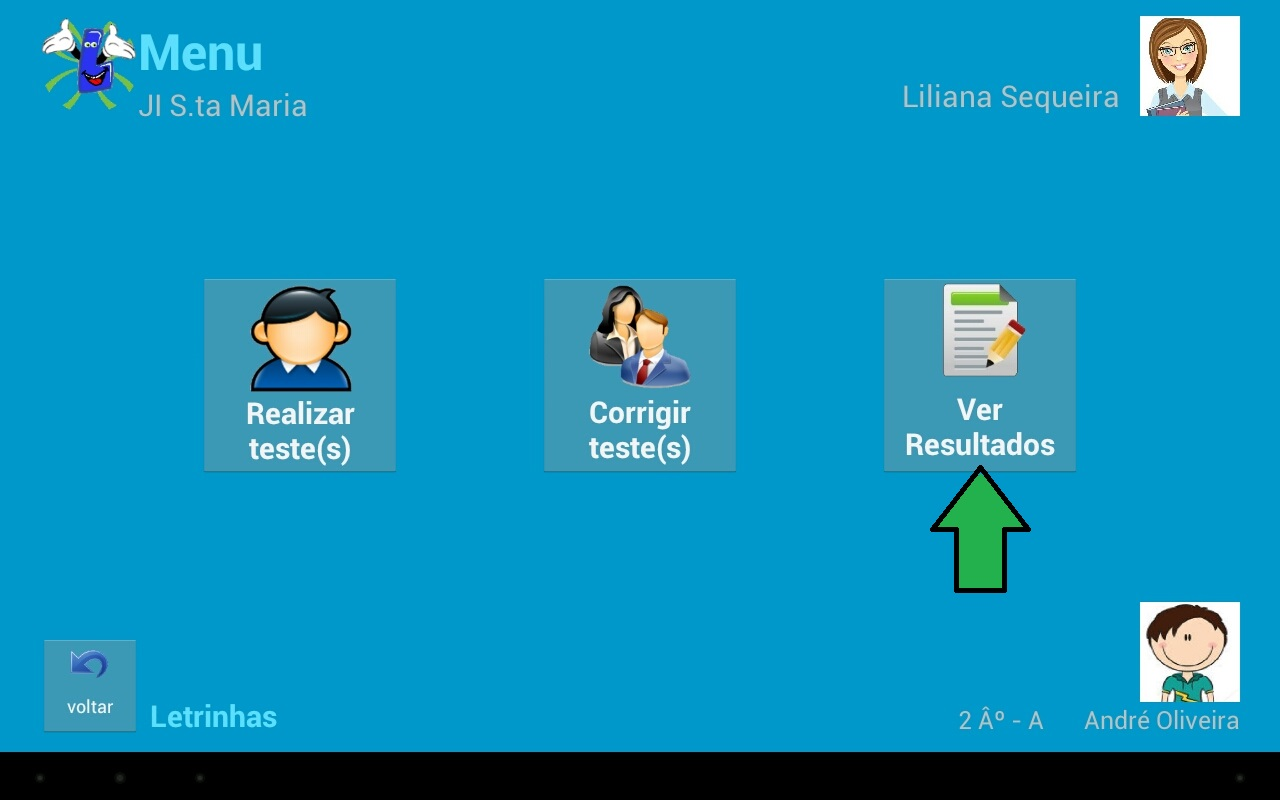 Menu
JI S.ta Maria
Liliana Sequeira
Realizar
teste(s)
Corrigir
teste(s)
Ver
Resultados
voltar
Letrinhas
2 Âº - A
André Oliveira